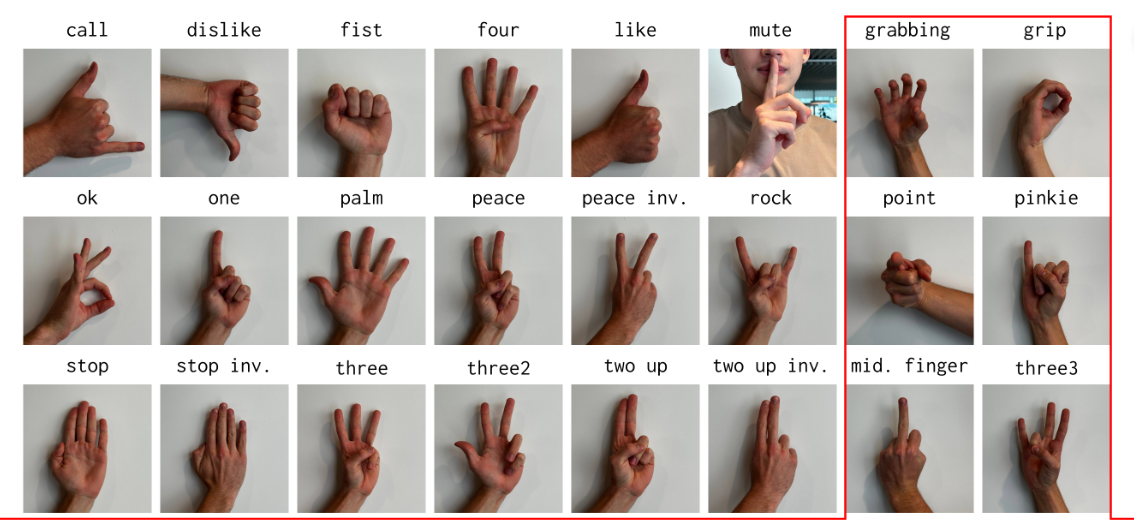 call dislike fist four like mute grabbing grip
ok one palm peace peace inv. rock point pinkie
stop stop inv. three three2 two up two up inv. mid. finger three3